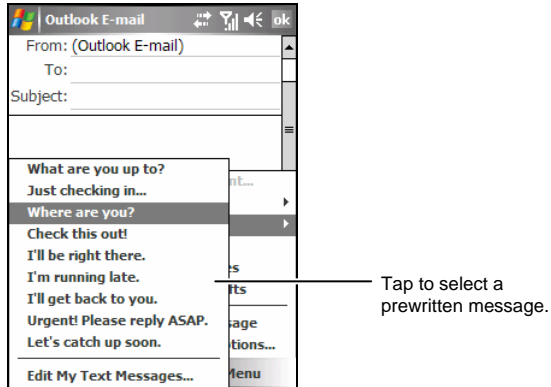 Outlook E-mail ok
From: (Outlook E-mail)
To:
Subject:
What are you up to?
Just checking in...
Where are you?
Check this out!
I'll be right there.
I'm running late.
I'll get back to you.
Urgent! Please reply ASAP.
Let's catch up soon.
Edit My Text Messages...
Menu
Tap to select a
prewritten message.